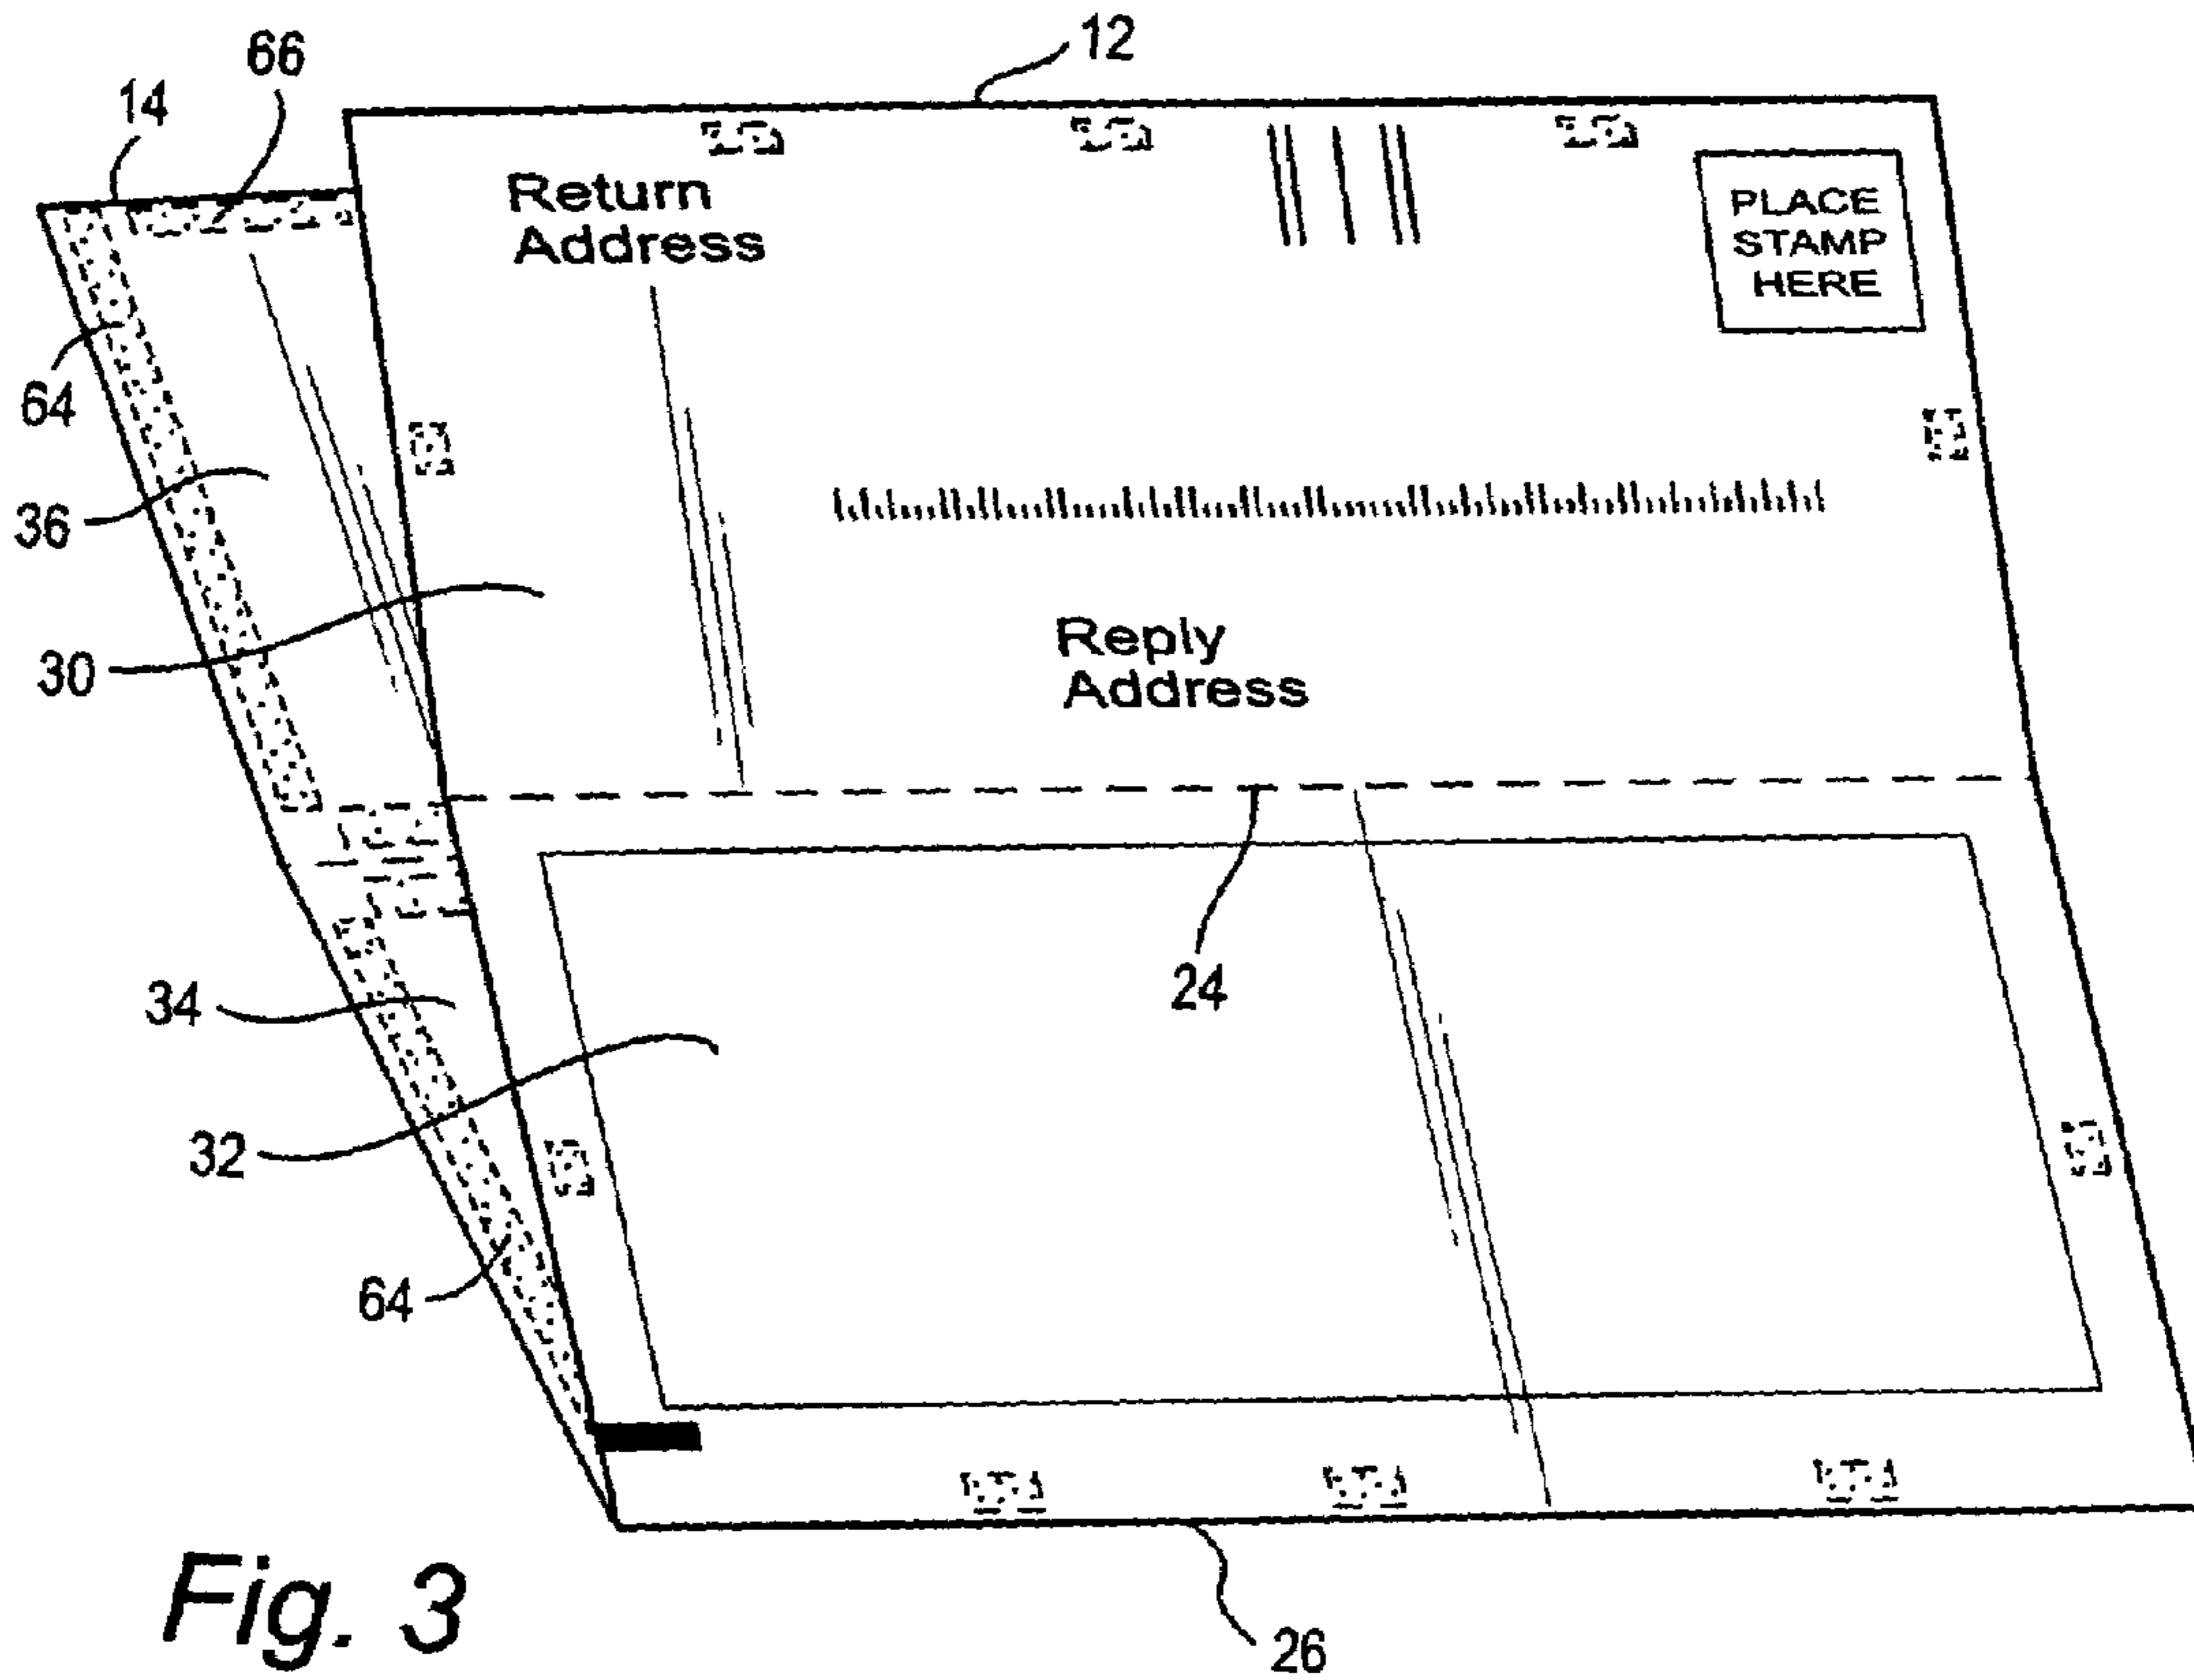 66
12
14
Return
Address
PLACE
STAMP
HERE
64
36
30
Reply
Address
34
24
32
64
Fig. 3
26